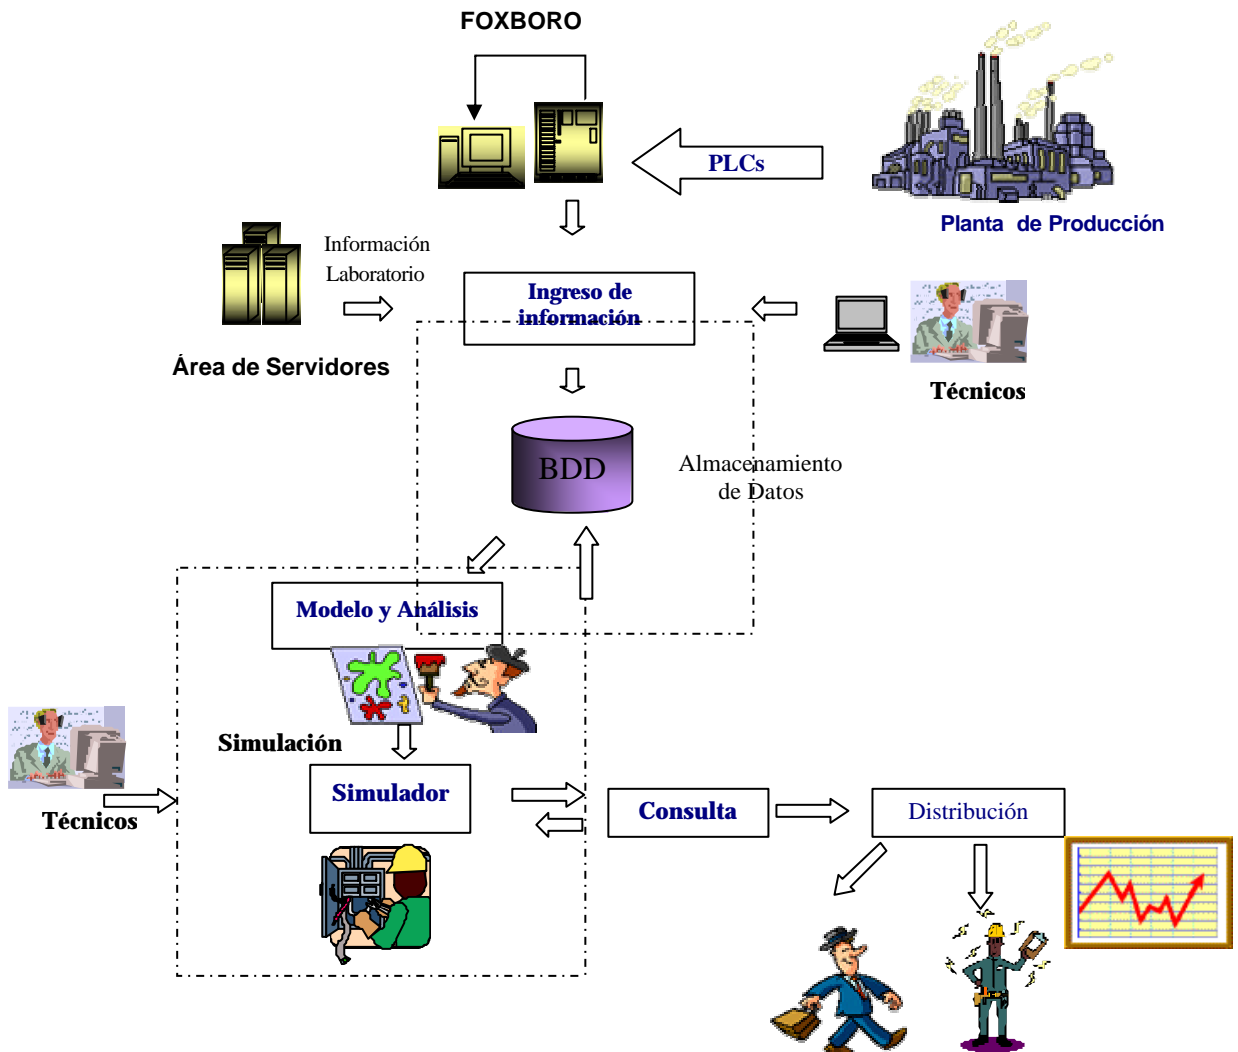 FOXBORO
PLCs
Planta de Producción
Información
Laboratorio
Ingreso de
información
Área de Servidores
Técnicos
BDD
Almacenamiento
de Datos
Modelo y Análisis
Simulación
Simulador
Técnicos
Consulta
Distribución